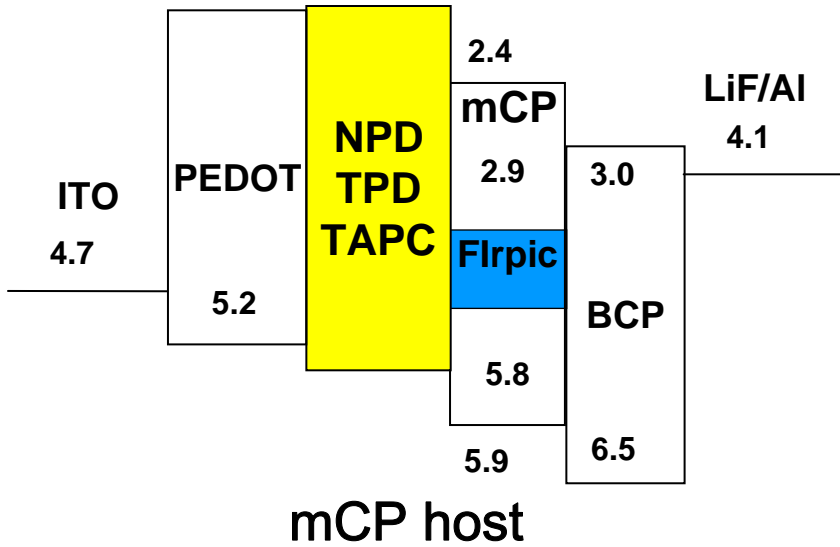 ITO
4.7
PEDOT
5.2
NPD
TPD
TAPC
2.4
mCP
2.9
FIrpic
5.8
5.9
3.0
BCP
6.5
LiF/Al
4.1
mCP host